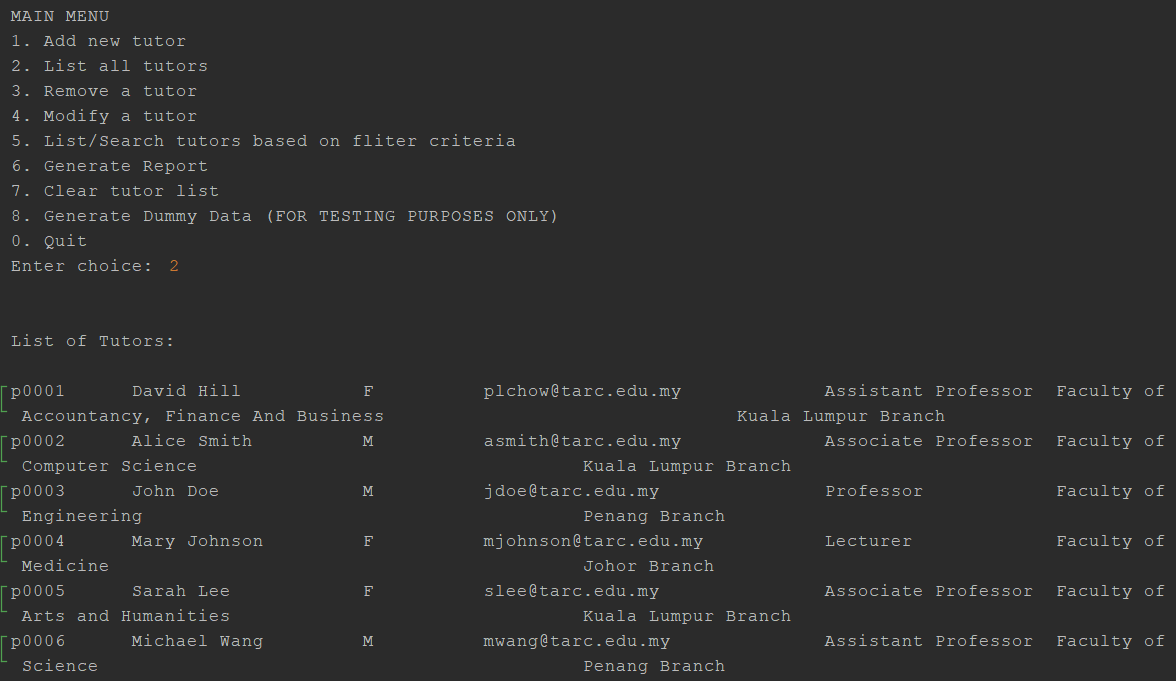 MAIN MENU
1. Add new tutor
2. List all tutors
3. Remove a tutor
4. Modify a tutor
5. List/Search tutors based on fliter criteria
6. Generate Report
7. Clear tutor list
8. Generate Dummy Data (FOR TESTING PURPOSES ONLY)
0. Quit
Enter choice: 2
List of Tutors:
p0001 David Hill F plchow@tarc.edu.my Assistant Professor Faculty of
Accountancy, Finance And Business Kuala Lumpur Branch
p0002 Alice Smith M asmith@tarc.edu.my Associate Professor Faculty of
Computer Science Kuala Lumpur Branch
p0003 John Doe M jdoe@tarc.edu.my Professor Faculty of
Engineering Penang Branch
p0004 Mary Johnson F mjohnson@tarc.edu.my Lecturer Faculty of
Medicine Johor Branch
p0005 Sarah Lee F slee@tarc.edu.my Associate Professor Faculty of
Arts and Humanities Kuala Lumpur Branch
p0006 Michael Wang M mwang@tarc.edu.my Assistant Professor Faculty of
Science Penang Branch